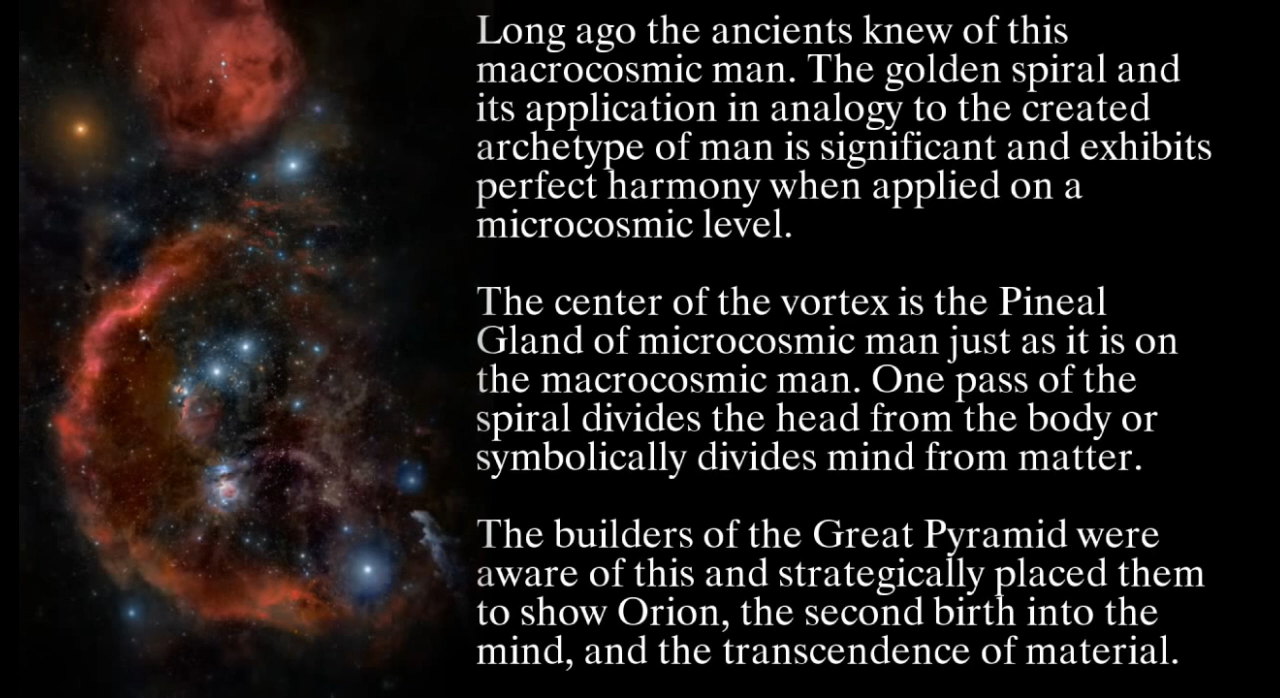 Long ago the ancients knew of this
macrocosmic man. The golden spiral and
its application in analogy to the created
archetype of man is significant and exhibits
perfect harmony when applied on a
microcosmic level.
The center of the vortex is the Pineal
Gland of microcosmic man just as it is on
the macrocosmic man. One pass of the
spiral divides the head from the body or
symbolically divides mind from matter.
The builders of the Great Pyramid were
aware of this and strategically placed them
to show Orion, the second birth into the
mind, and the transcendence of material.